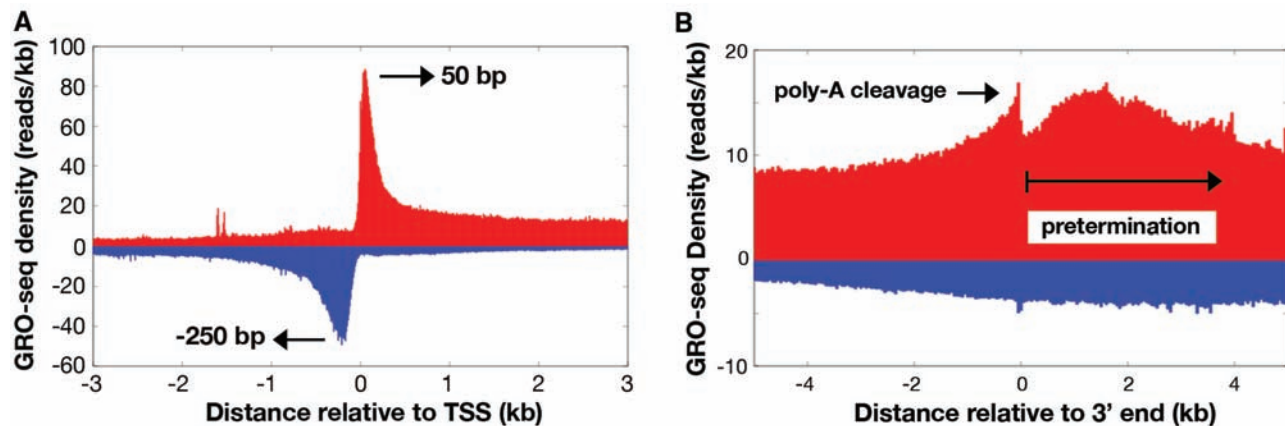 A
GRO-seq density (reads/kb)
100
80
60
40
20
0
-20
-40
-60
50 bp
-250 bp
-3
-2
-1
0
1
2
3
Distance relative to TSS (kb)
B
GRO-seq Density (reads/kb)
20
10
0
-10
poly-A cleavage
pretermination
-4
-2
0
2
4
Distance relative to 3' end (kb)